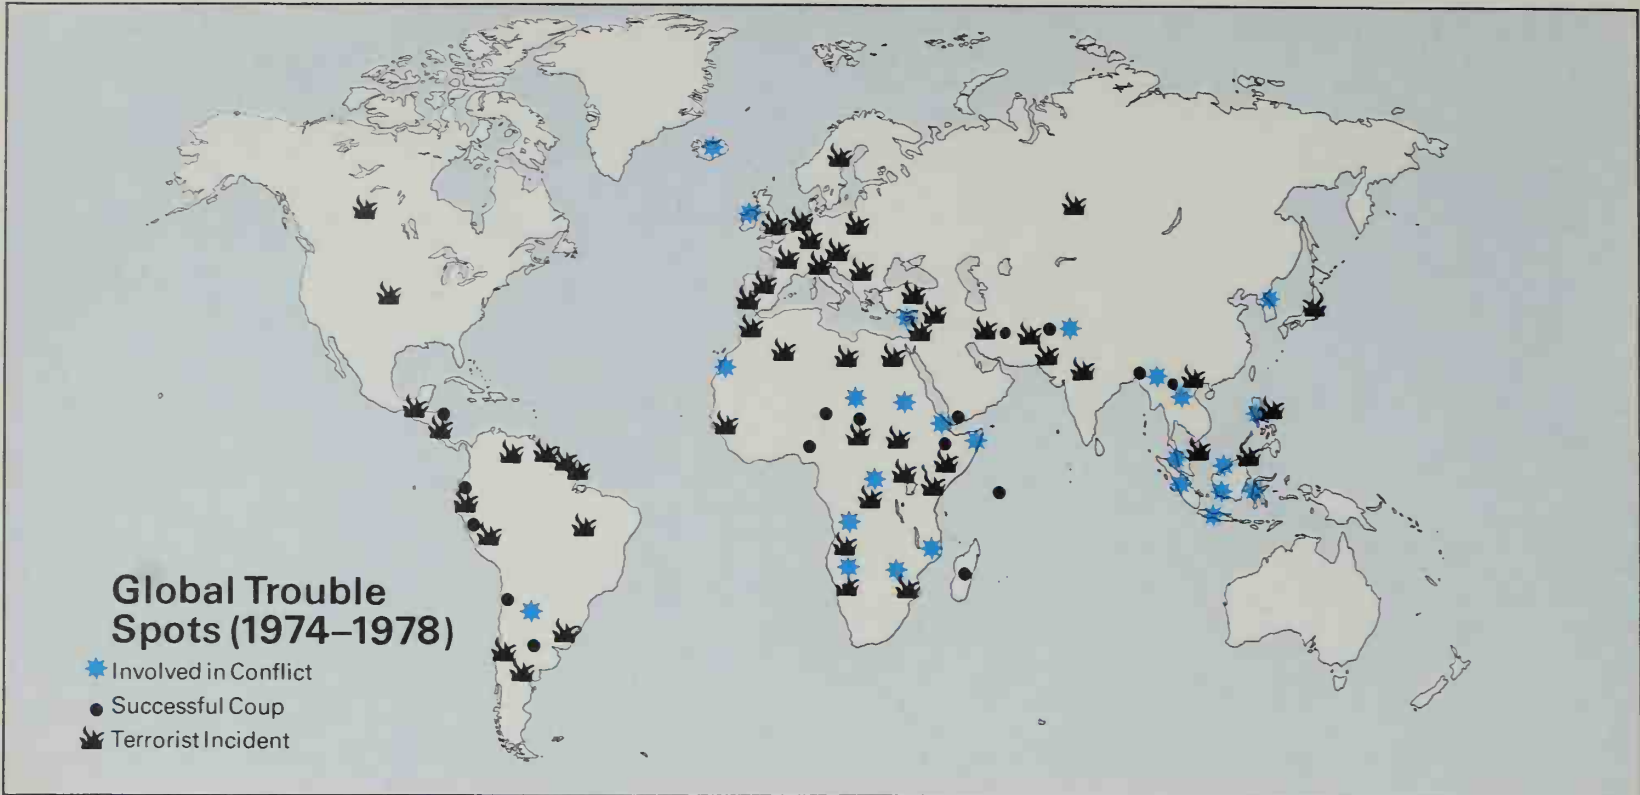 Global Trouble
Spots (1974–1978)
Involved in Conflict
Successful Coup
Terrorist Incident